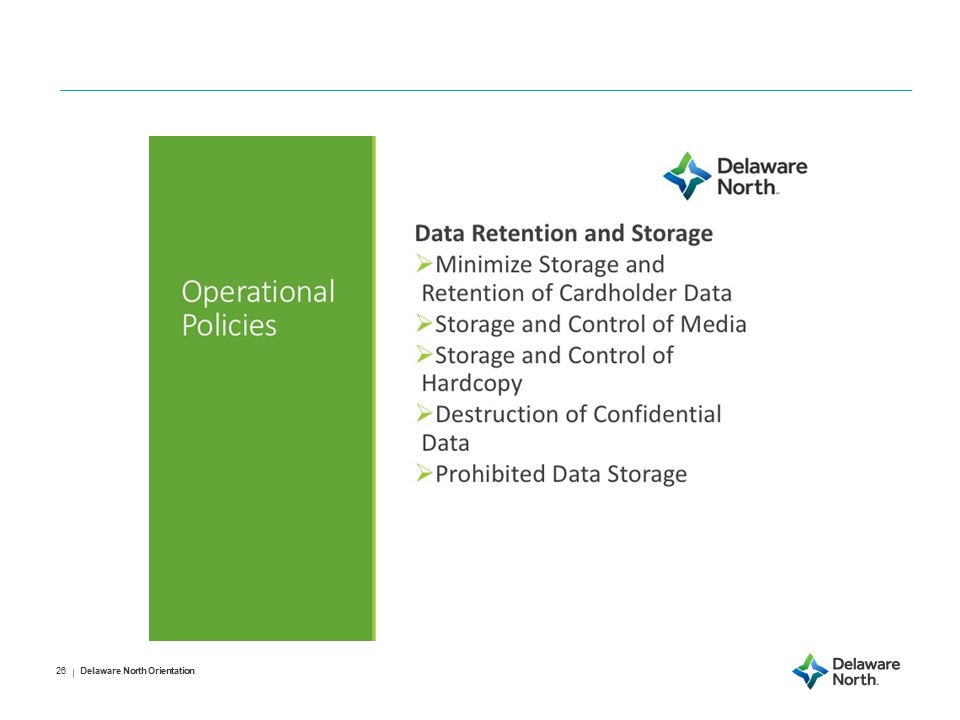 Delaware
North
Operational
Policies
Data Retention and Storage
Minimize Storage and
Retention of Cardholder Data
Storage and Control of Media
Storage and Control of
Hardcopy
Destruction of Confidential
Data
Prohibited Data Storage
26 | Delaware North Orientation
Delaware
North